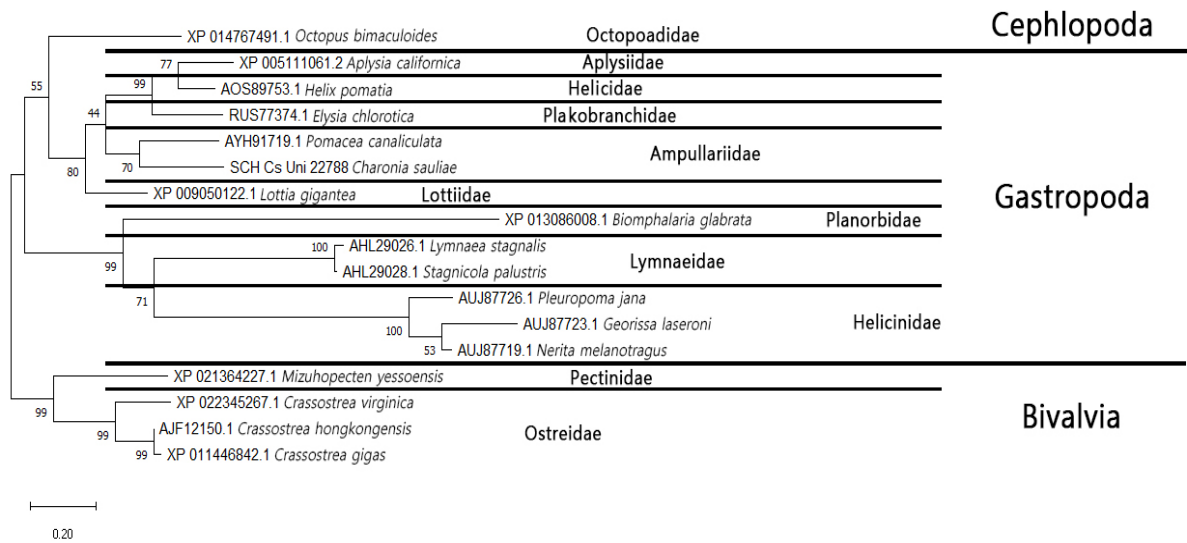 Cephlopoda
XP 014767491.1 Octopus bimaculoides Octopoadidae
55
77 XP 005111061.2 Aplysia californica Aplysiidae
99 AOS89753.1 Helix pomatia Helicidae
44 RUS77374.1 Elysia chlorotica Plakobranchidae
AYH91719.1 Pomacea canaliculata
Ampullariidae
70 SCH Cs Uni 22788 Charonia sauliae
80
XP 009050122.1 Lottia gigantea Lottiidae
Gastropoda
XP 013086008.1 Biomphalaria glabrata Planorbidae
100 AHL29026.1 Lymnaea stagnalis
Lymnaeidae
99
AHL29028.1 Stagnicola palustris
71
AUJ87726.1 Pleuropoma jana
100 AUJ87723.1 Georissa laseroni Helicinidae
53 AUJ87719.1 Nerita melanotragus
XP 021364227.1 Mizuhopecten yessoensis Pectinidae
99
XP 022345267.1 Crassostrea virginica
Bivalvia
99 AJF12150.1 Crassostrea hongkongensis Ostreidae
99 XP 011446842.1 Crassostrea gigas
0.20